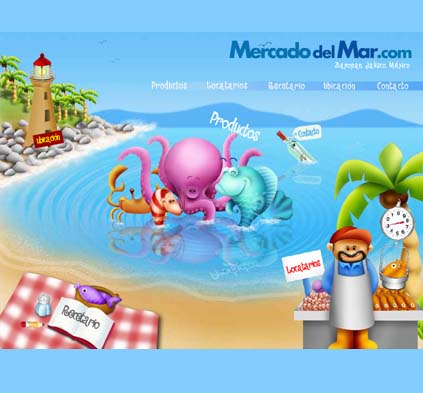 Mercado del Mar.com
Zapopan, Jalisco, México
Productos Locatarios Recetario Ubicación Contacto
Productos
Contacto
Ubicación
Locatarios
Recetario